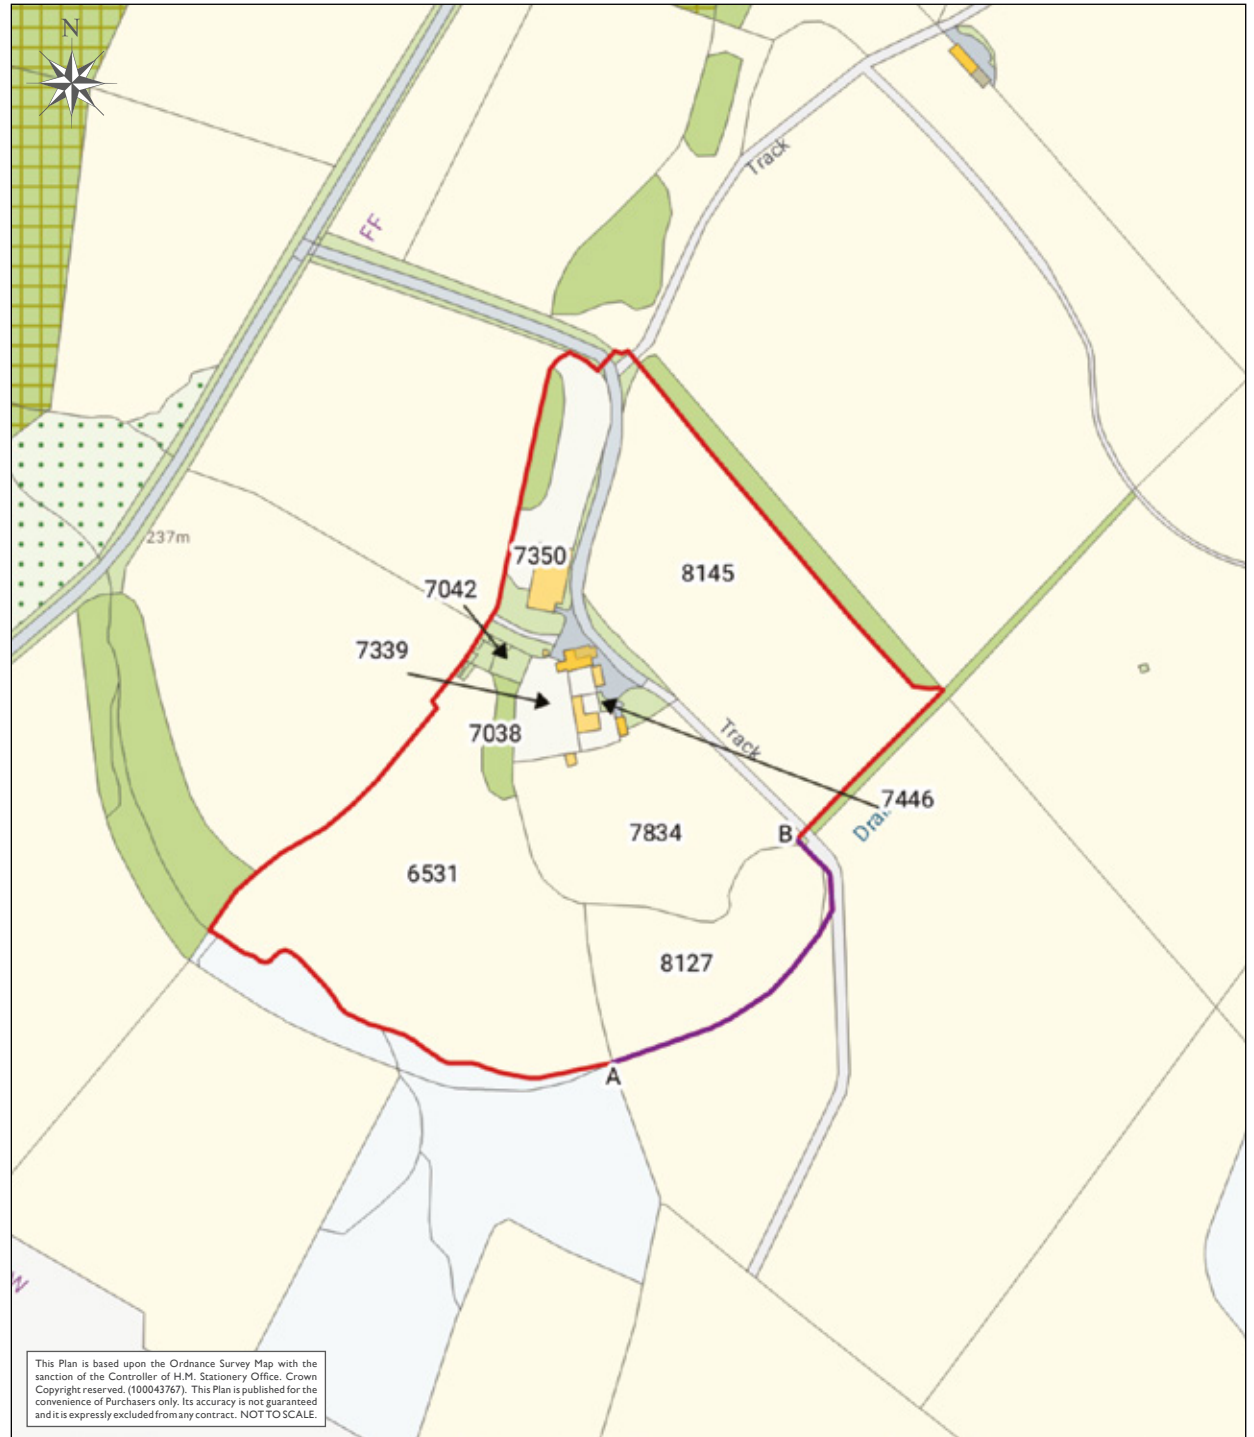 N
Track
FF
237m
7350
8145
7042
7339
7038
Track
7446
7834
B
6531
8127
A
W
This Plan is based upon the Ordnance Survey Map with the
sanction of the Controller of H.M. Stationery Office. Crown
Copyright reserved. (100043767). This Plan is published for the
convenience of Purchasers only. Its accuracy is not guaranteed
and it is expressly excluded from any contract. NOT TO SCALE.